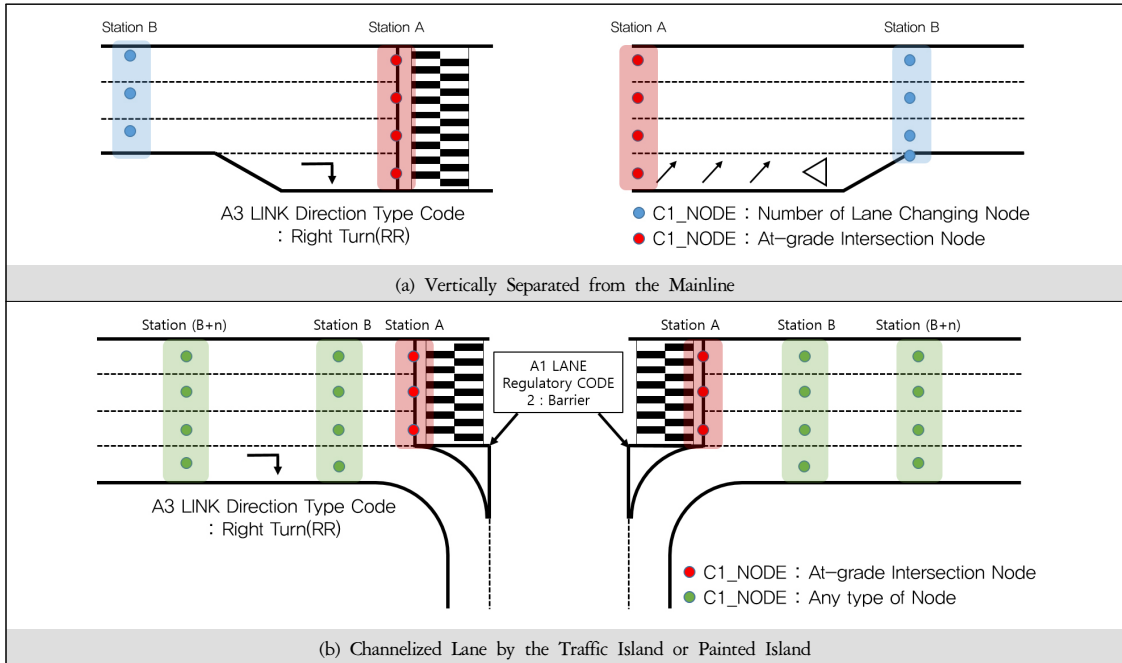 Station B
Station A
Station A
Station B
A3 LINK Direction Type Code
: Right Turn(RR)
C1_NODE : Number of Lane Changing Node
C1_NODE : At-grade Intersection Node
(a) Vertically Separated from the Mainline
Station (B+n)
Station B
Station A
Station A
Station B
Station (B+n)
A1 LANE
Regulatory CODE
2 : Barrier
A3 LINK Direction Type Code
: Right Turn(RR)
C1_NODE : At-grade Intersection Node
C1_NODE : Any type of Node
(b) Channelized Lane by the Traffic Island or Painted Island